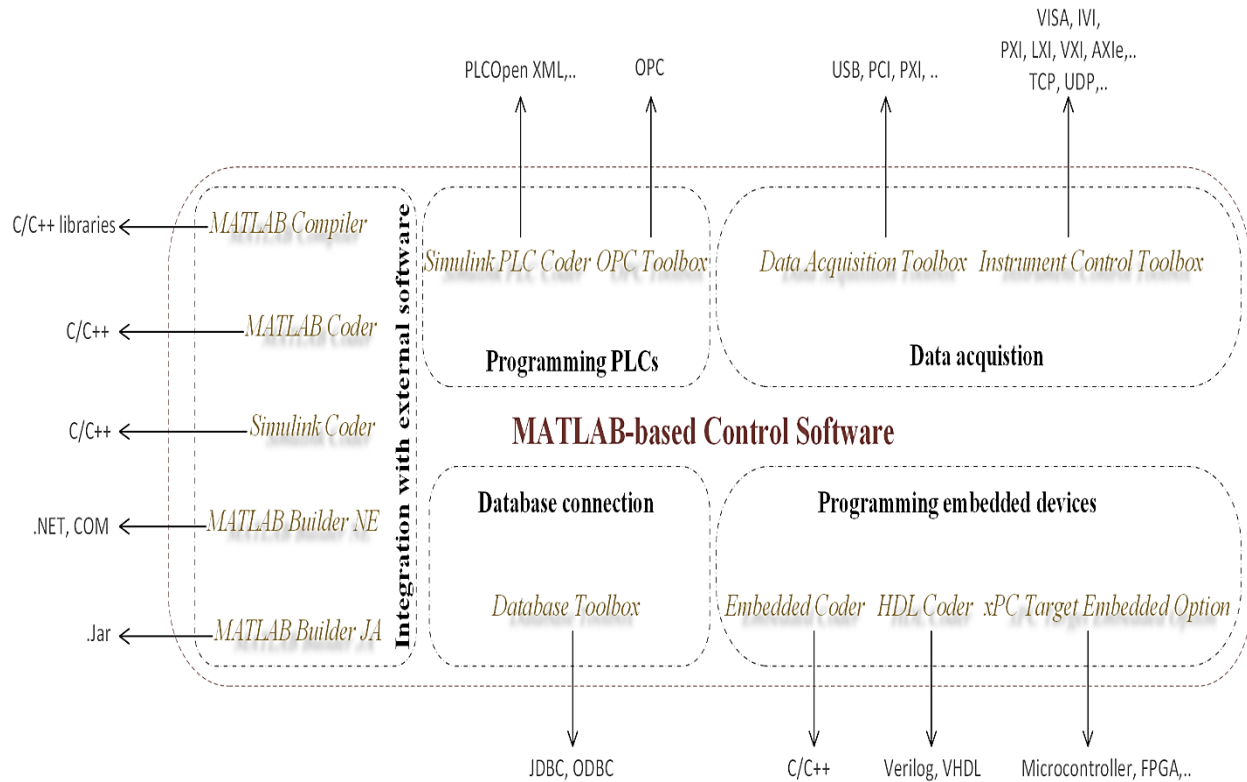 VISA, IVI,
PXI, LXI, VXI, AXIe,..
TCP, UDP,..
PLCOpen XML,..
OPC
USB, PCI, PXI, ..
C/C++ libraries
MATLAB Compiler
C/C++
MATLAB Coder
C/C++
Simulink Coder
.NET, COM
MATLAB Builder NE
.Jar
MATLAB Builder JA
Integration with external software
Simulink PLC Coder
OPC Toolbox
Programming PLCs
Data Acquisition Toolbox
Instrument Control Toolbox
Data acquistion
MATLAB-based Control Software
Database connection
Database Toolbox
Programming embedded devices
Embedded Coder
HDL Coder
xPC Target Embedded Option
JDBC, ODBC
C/C++
Verilog, VHDL
Microcontroller, FPGA,..